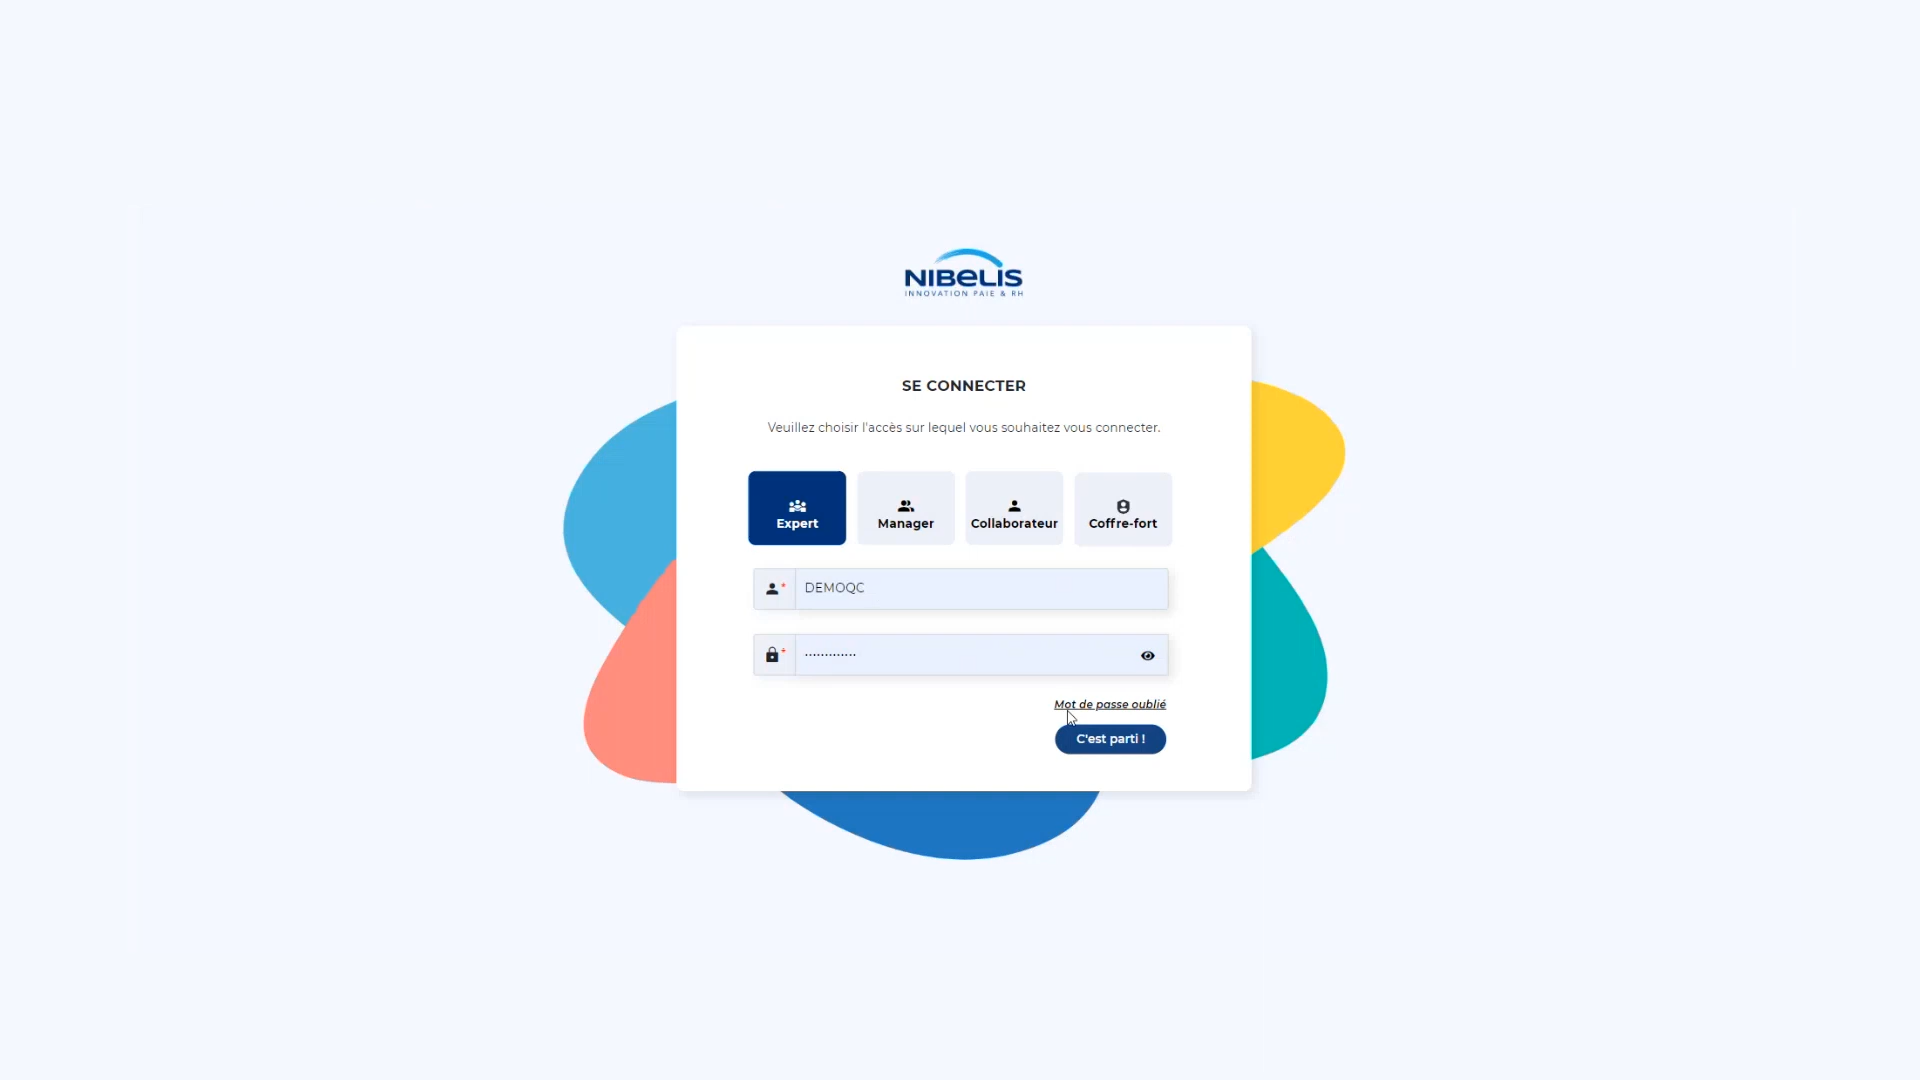 NIBELIS
INNOVATION PAIE & RH
SE CONNECTER
Veuillez choisir l'accès sur lequel vous souhaitez vous connecter.
Expert
Manager
Collaborateur
Coffre-fort
* DEMOQC
* •••••••••••••
Mot de passe oublié
C'est parti !